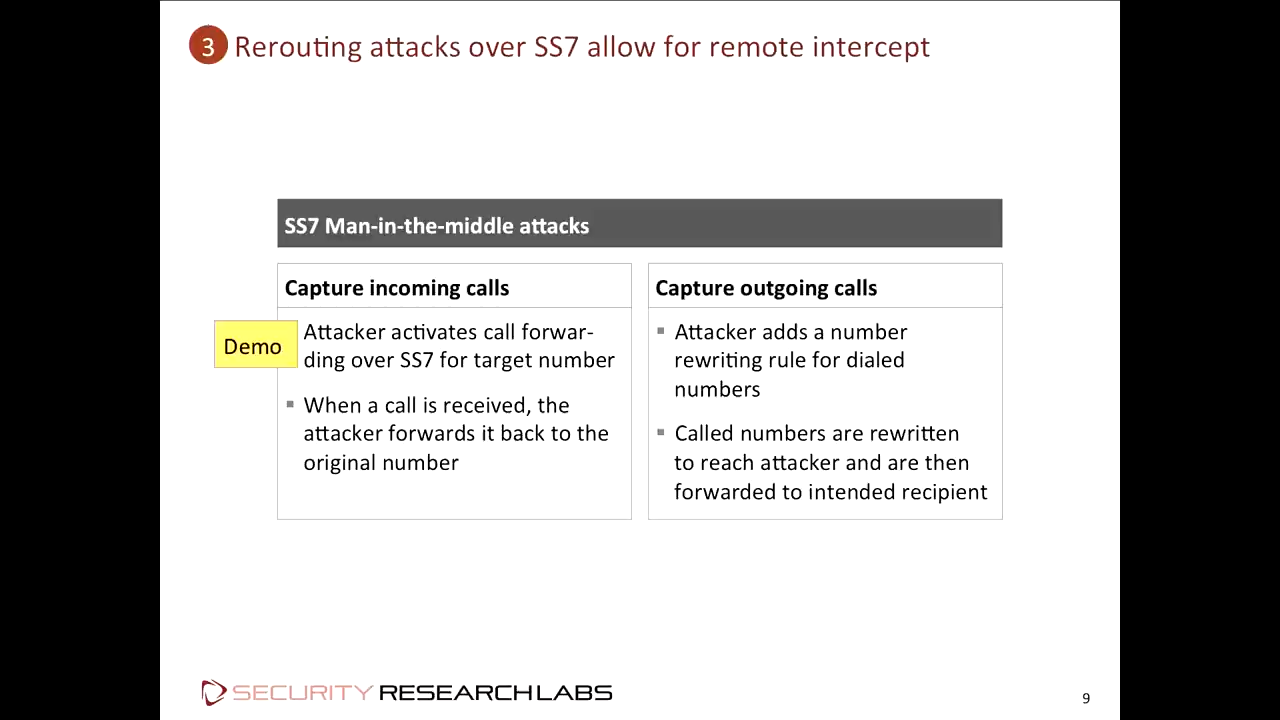 3 Rerouting attacks over SS7 allow for remote intercept
SS7 Man-in-the-middle attacks
Capture incoming calls
Demo
Attacker activates call forwar-
ding over SS7 for target number
When a call is received, the
attacker forwards it back to the
original number
Capture outgoing calls
Attacker adds a number
rewriting rule for dialed
numbers
Called numbers are rewritten
to reach attacker and are then
forwarded to intended recipient
SECURITY RESEARCH LABS
9